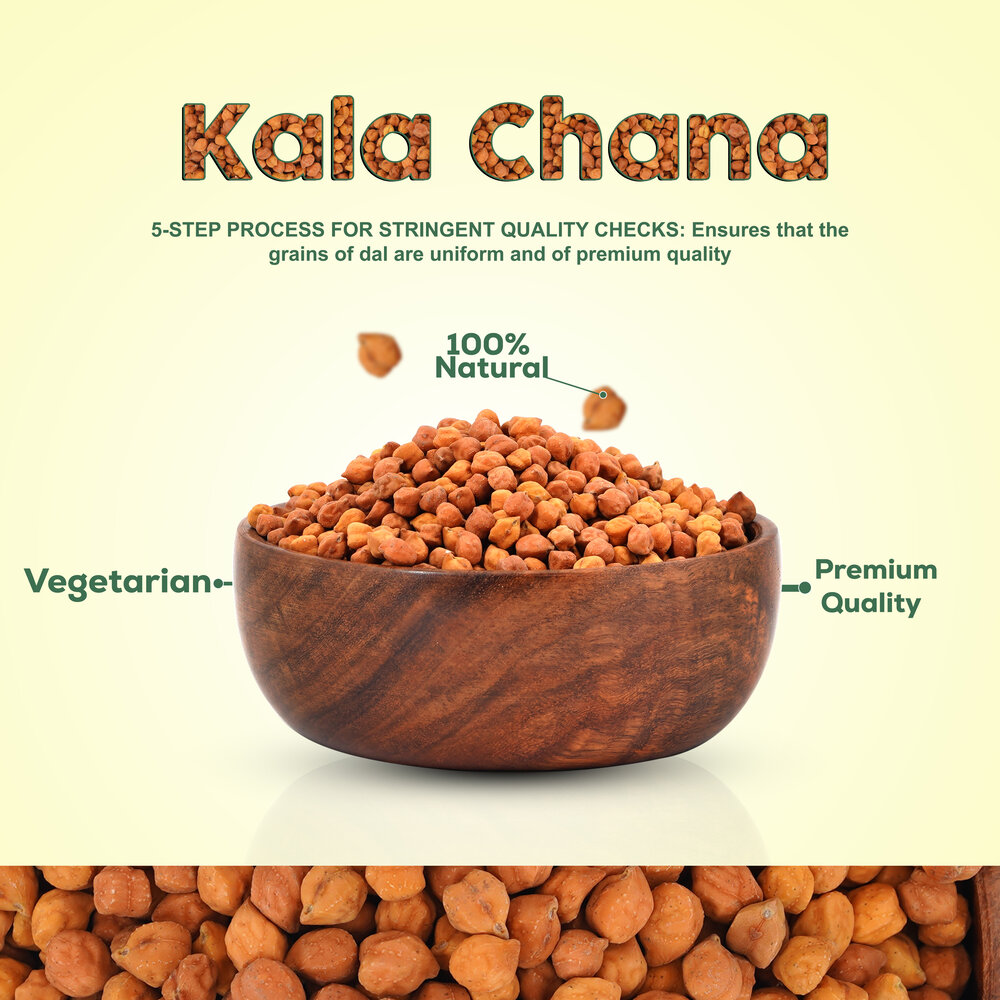 Kala Chana
5-STEP PROCESS FOR STRINGENT QUALITY CHECKS: Ensures that the
grains of dal are uniform and of premium quality
100%
Natural
Vegetarian
Premium
Quality